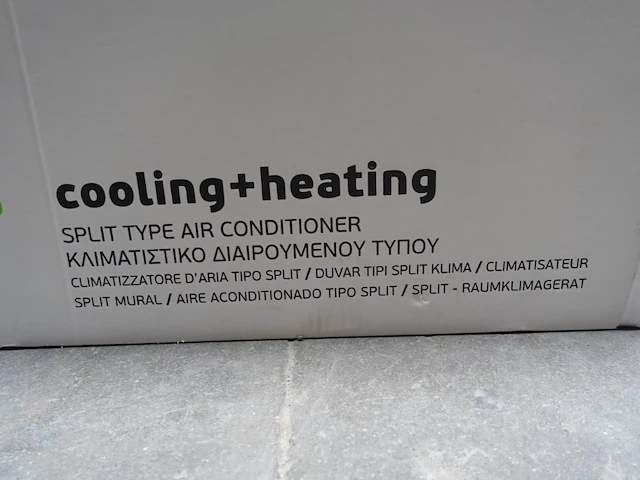 cooling+heating
SPLIT TYPE AIR CONDITIONER
ΚΛΙΜΑΤΙΣΤΙΚΟ ΔΙΑΙΡΟΥΜΕΝΟΥ ΤΥΠΟΥ
CLIMATIZZATORE D'ARIA TIPO SPLIT / DUVAR TIPI SPLIT KLIMA / CLIMATISATEUR
SPLIT MURAL / AIRE ACONDITIONADO TIPO SPLIT / SPLIT - RAUMKLIMAGERAT